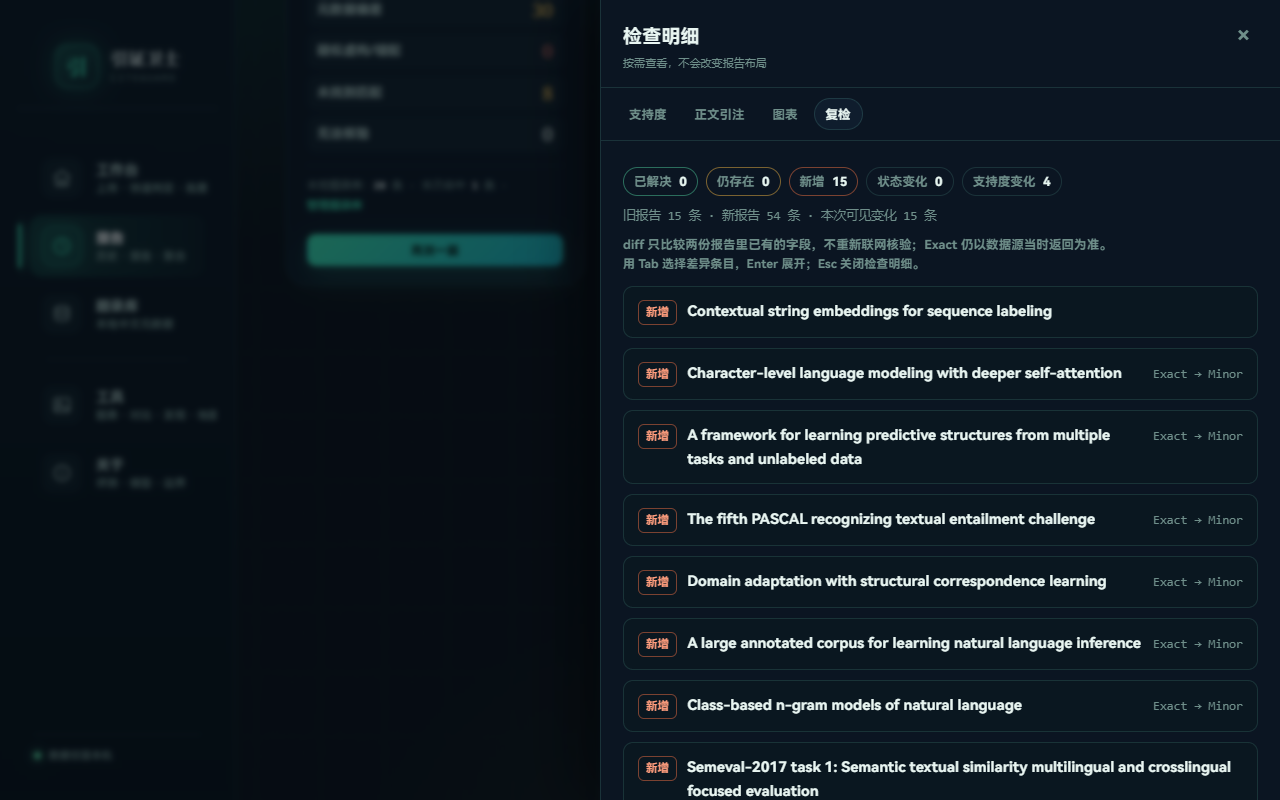 检查明细
按需查看，不会改变报告布局
支持度 正文引注 图表 复检
已解决 0 仍存在 0 新增 15 状态变化 0 支持度变化 4
旧报告 15 条 · 新报告 54 条 · 本次可见变化 15 条
diff 只比较两份报告里已有的字段，不重新联网核验；Exact 仍以数据源当时返回为准。
用 Tab 选择差异条目，Enter 展开；Esc 关闭检查明细。
新增 Contextual string embeddings for sequence labeling
新增 Character-level language modeling with deeper self-attention Exact → Minor
新增 A framework for learning predictive structures from multiple Exact → Minor
tasks and unlabeled data
新增 The fifth PASCAL recognizing textual entailment challenge Exact → Minor
新增 Domain adaptation with structural correspondence learning Exact → Minor
新增 A large annotated corpus for learning natural language inference Exact → Minor
新增 Class-based n-gram models of natural language Exact → Minor
新增 Semeval-2017 task 1: Semantic textual similarity multilingual and crosslingual
focused evaluation